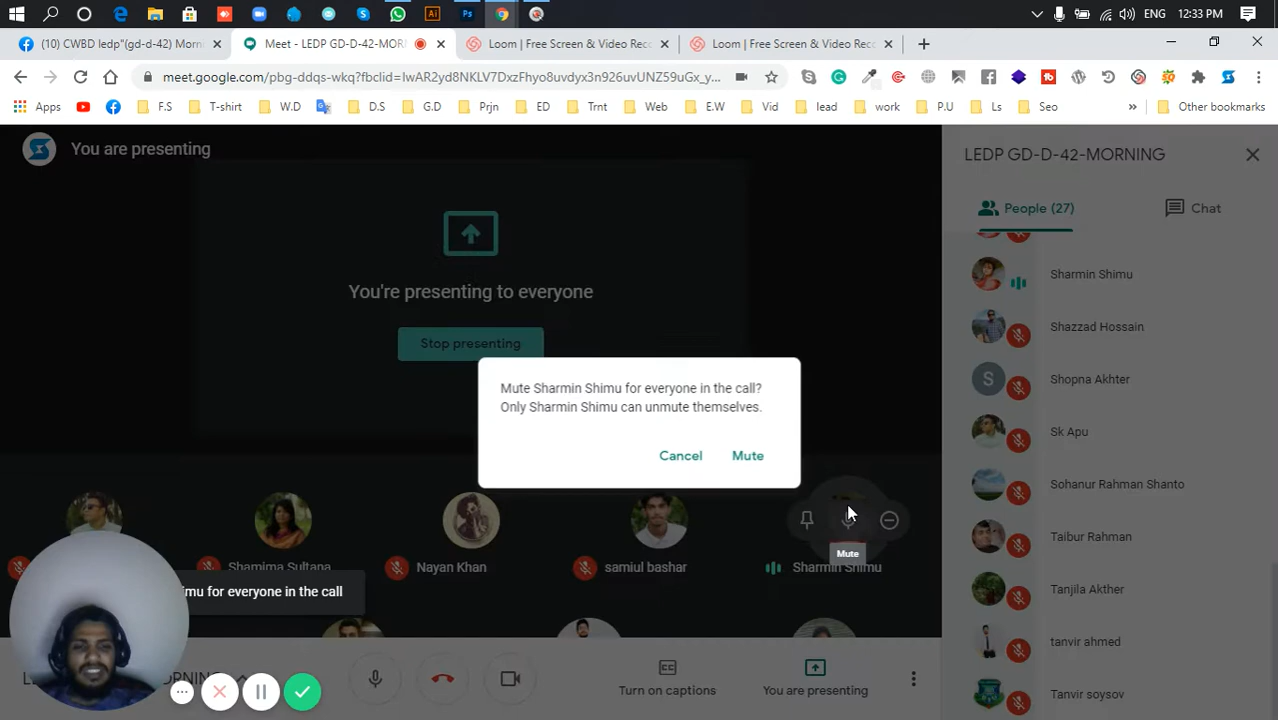 Ai
Ps
ENG
12:33 PM
(10) CWBD ledp"(gd-d-42) Morn
Meet - LEDP GD-D-42-MOR
Loom | Free Screen & Video Rec
Loom | Free Screen & Video Reco
meet.google.com/pbg-ddqs-wkq?fbclid=IwAR2yd8NKLV7DxzFhyo8uvdyx3n926uvUNZ59uGx_y...
Apps
F.S
T-shirt
W.D
D.S
G.D
Prjn
ED
Trnt
Web
E.W
Vid
lead
work
P.U
Ls
Seo
Other bookmarks
You are presenting
You're presenting to everyone
Stop presenting
Mute Sharmin Shimu for everyone in the call?
Only Sharmin Shimu can unmute themselves.
Cancel
Mute
Mute
Shamima Sultana
Nayan Khan
samiul bashar
Sharmin Shimu
imu for everyone in the call
Turn on captions
You are presenting
LEDP GD-D-42-MORNING
People (27)
Chat
Sharmin Shimu
Shazzad Hossain
S
Shopna Akhter
Sk Apu
Sohanur Rahman Shanto
Taibur Rahman
Tanjila Akther
tanvir ahmed
Tanvir soysov